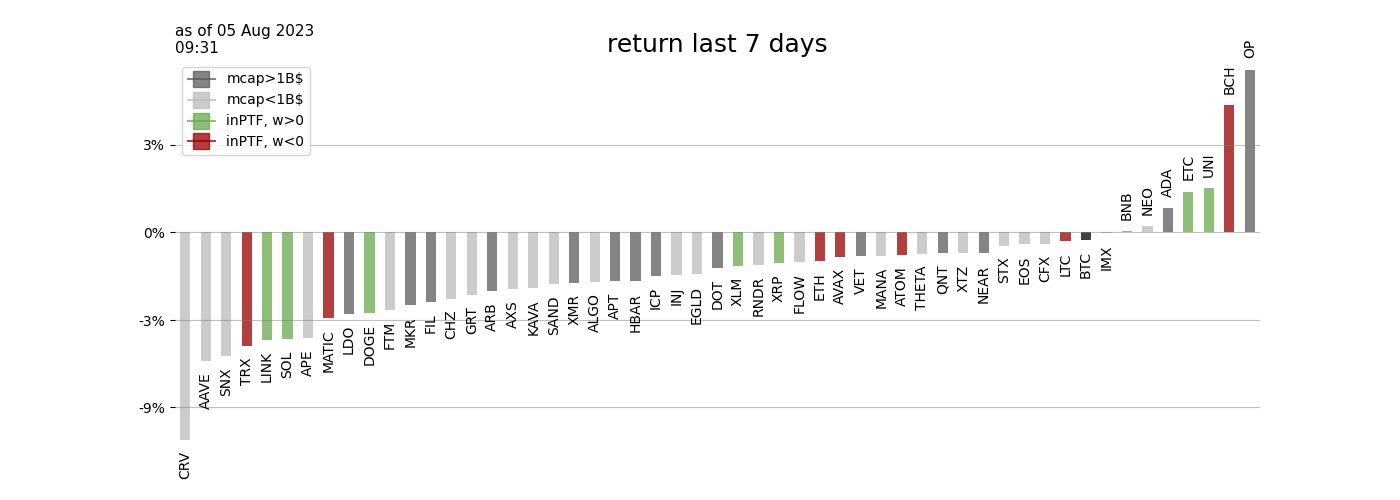 as of 05 Aug 2023
09:31
return last 7 days
mcap>1B$
mcap<1B$
inPTF, w>0
inPTF, w<0
3%
0%
-3%
-9%
CRV
AAVE
SNX
TRX
LINK
SOL
APE
MATIC
LDO
DOGE
FTM
MKR
FIL
CHZ
GRT
ARB
AXS
KAVA
SAND
XMR
ALGO
APT
HBAR
ICP
INJ
EGLD
DOT
XLM
RNDR
XRP
FLOW
ETH
AVAX
VET
MANA
ATOM
THETA
QNT
XTZ
NEAR
STX
EOS
CFX
LTC
BTC
IMX
BNB
NEO
ADA
ETC
UNI
BCH
OP